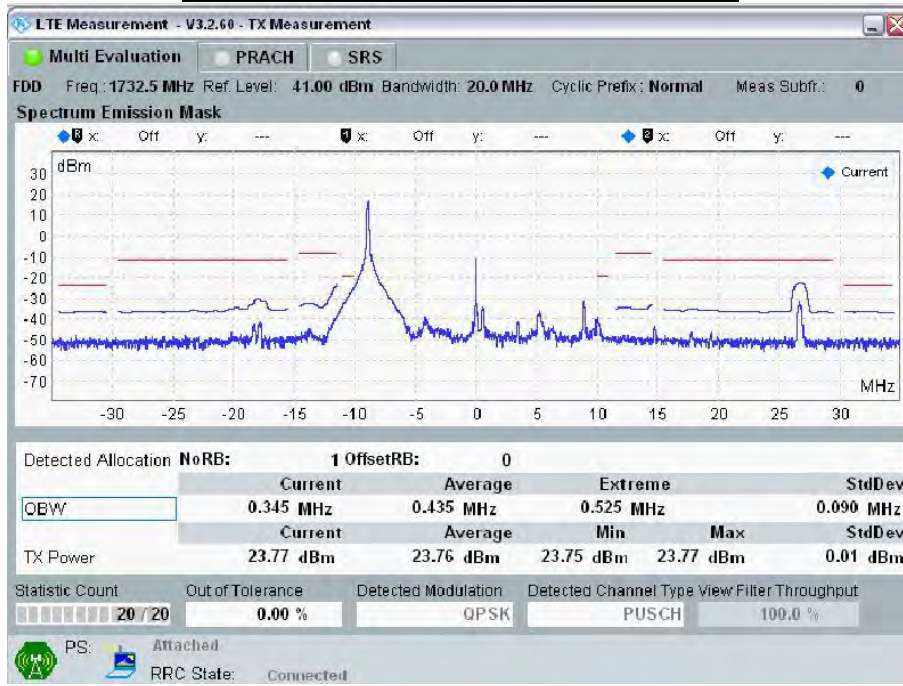 LTE Measurement - V3.2.60 - TX Measurement
Multi Evaluation PRACH SRS
FDD Freq.: 1732.5 MHz Ref. Level: 41.00 dBm Bandwidth: 20.0 MHz Cyclic Prefix: Normal Meas Subfr.: 0
Spectrum Emission Mask
R x: Off y: --- 1 x: Off y: --- 2 x: Off y: ---
dBm
Current
30
20
10
0
-10
-20
-30
-40
-50
-60
-70
MHz
-30 -25 -20 -15 -10 -5 0 5 10 15 20 25 30
Detected Allocation NoRB: 1 OffsetRB: 0
Current Average Extreme StdDev
OBW 0.345 MHz 0.435 MHz 0.525 MHz 0.090 MHz
Current Average Min Max StdDev
TX Power 23.77 dBm 23.76 dBm 23.75 dBm 23.77 dBm 0.01 dBm
Statistic Count Out of Tolerance Detected Modulation Detected Channel Type View Filter Throughput
20 / 20 0.00 % QPSK PUSCH 100.0 %
PS: Attached
RRC State: Connected